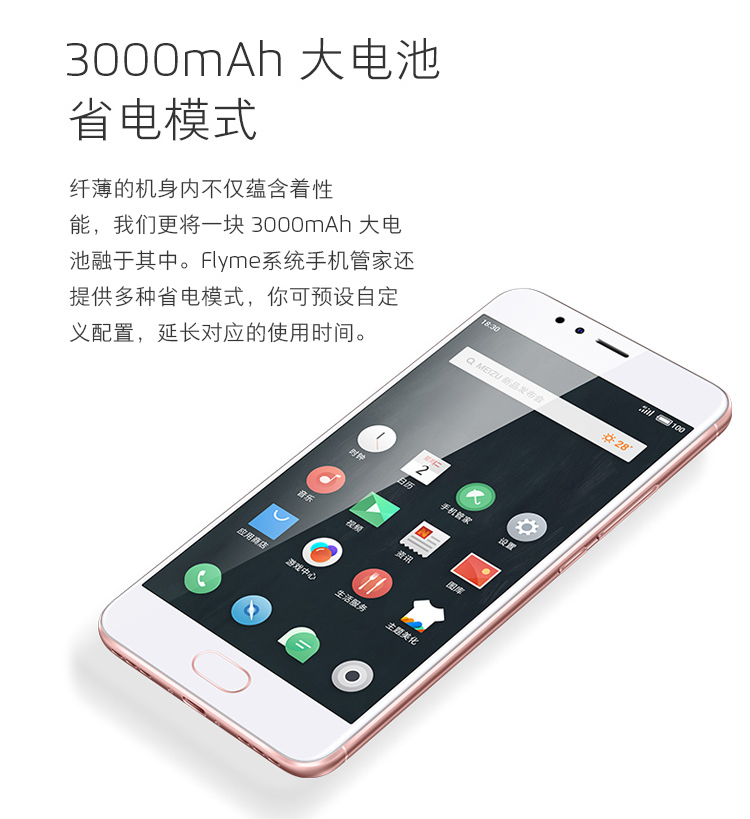 3000mAh 大电池
省电模式
纤薄的机身内不仅蕴含着性
能，我们更将一块 3000mAh 大电
池融于其中。Flyme系统手机管家还
提供多种省电模式，你可预设自定
义配置，延长对应的使用时间。
18:30
100
MEIZU 新品发布会
28°
时钟
2
日历
手机管家
设置
音乐
视频
资讯
图库
应用商店
游戏中心
生活服务
主题美化